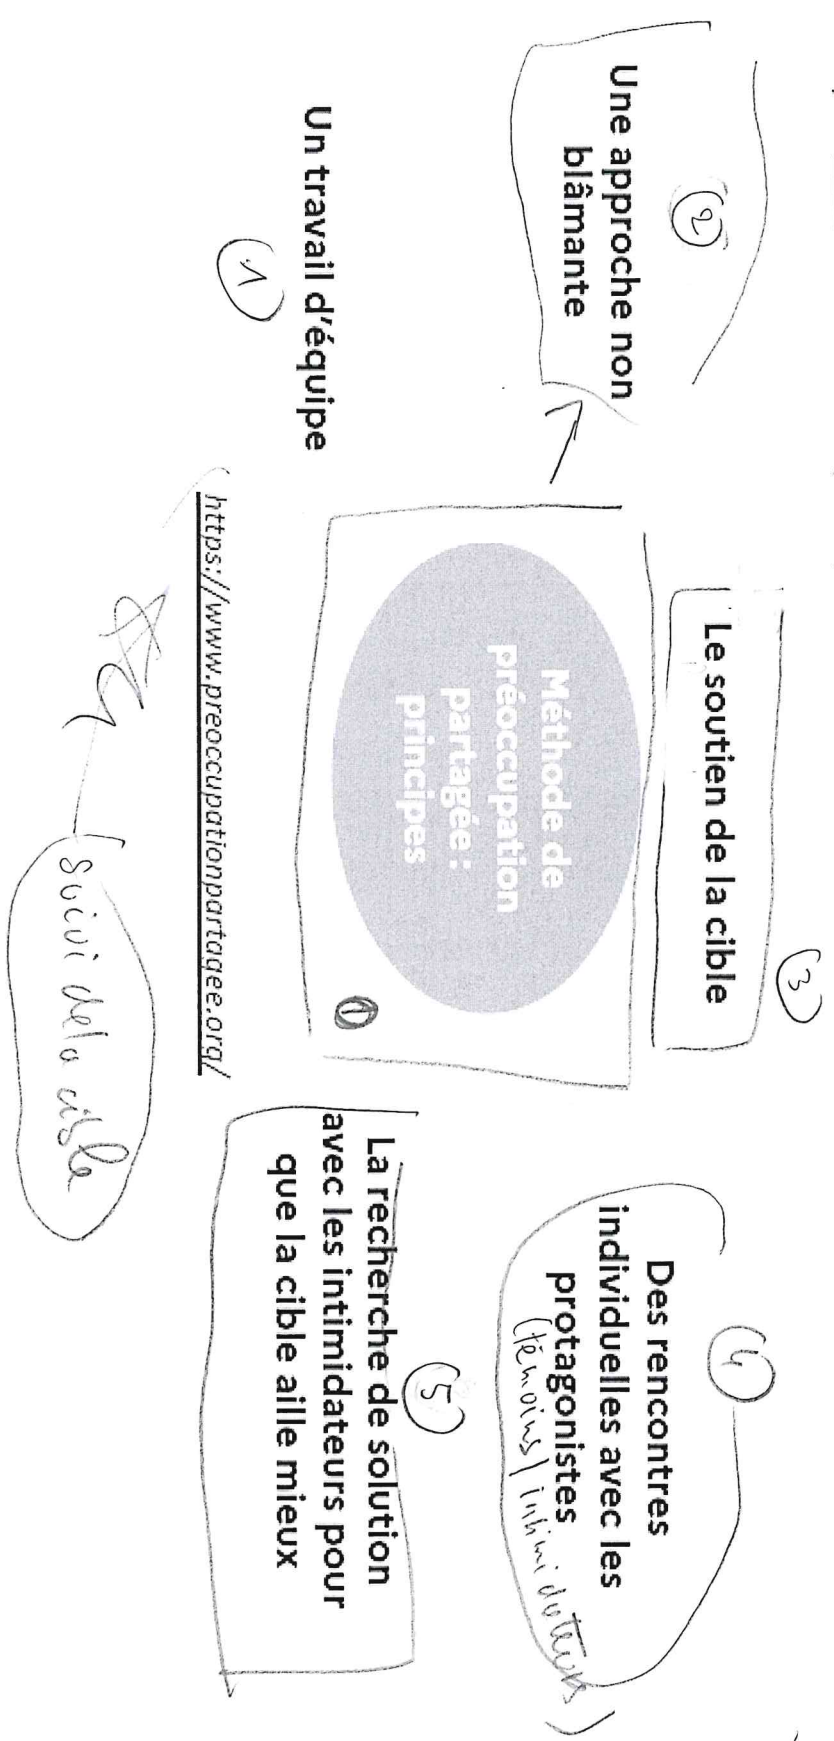 ②
Une approche non
blâmante
③
Le soutien de la cible
④
Des rencontres
individuelles avec les
protagonistes
(témoins/intimidateurs)
Méthode de
préoccupation
partagée :
principes
Un travail d'équipe
①
⑤
La recherche de solution
avec les intimidateurs pour
que la cible aille mieux
https://www.preoccupationpartagee.org/
Suivi de la cible